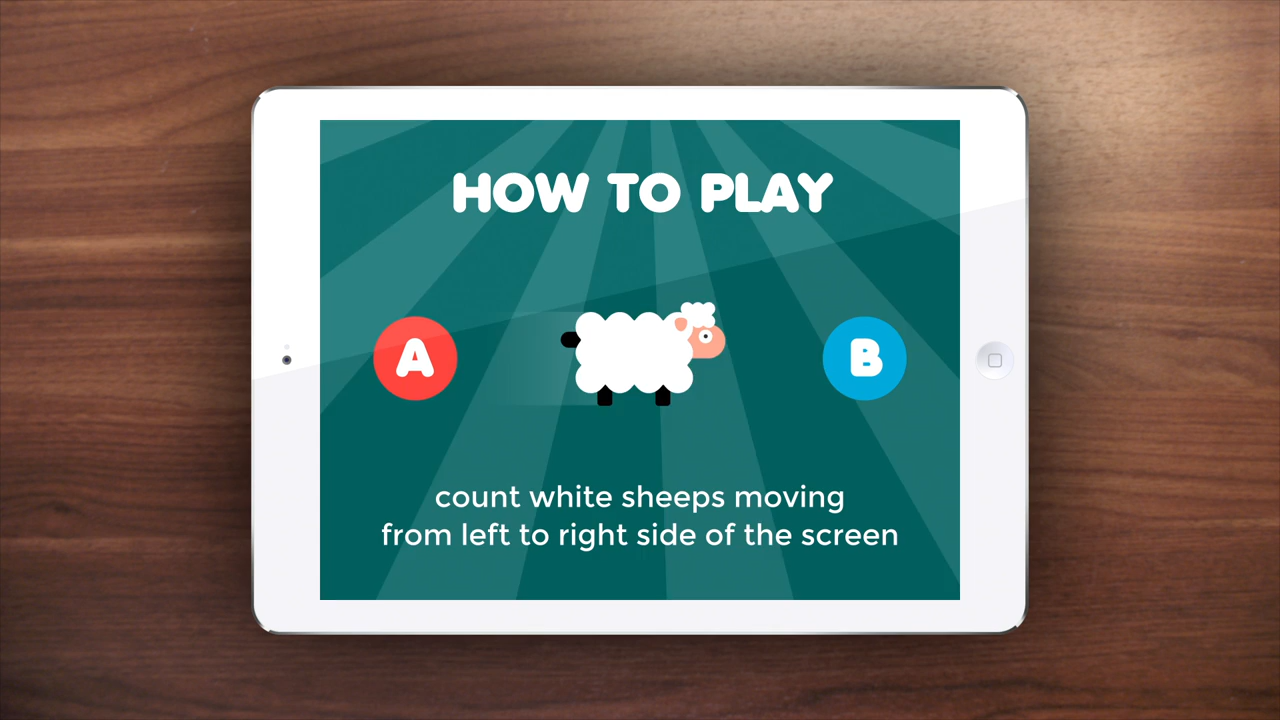 HOW TO PLAY
A
B
count white sheeps moving
from left to right side of the screen